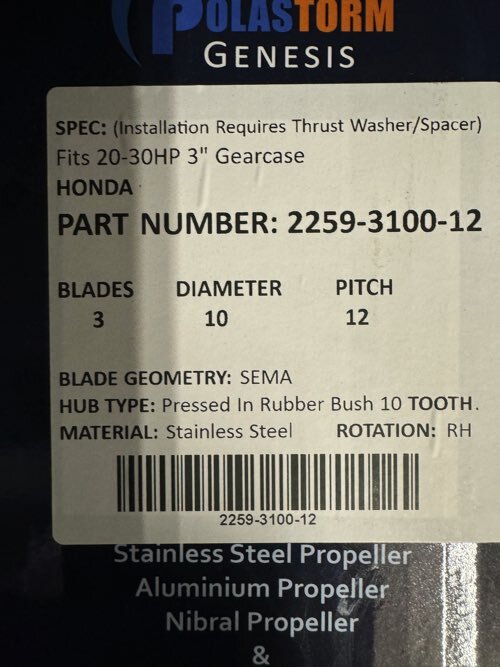 POLASTORM
GENESIS
SPEC: (Installation Requires Thrust Washer/Spacer)
Fits 20-30HP 3" Gearcase
HONDA
PART NUMBER: 2259-3100-12
BLADES DIAMETER PITCH
3 10 12
BLADE GEOMETRY: SEMA
HUB TYPE: Pressed In Rubber Bush 10 TOOTH.
MATERIAL: Stainless Steel ROTATION: RH
2259-3100-12
Stainless Steel Propeller
Aluminium Propeller
Nibral Propeller
&